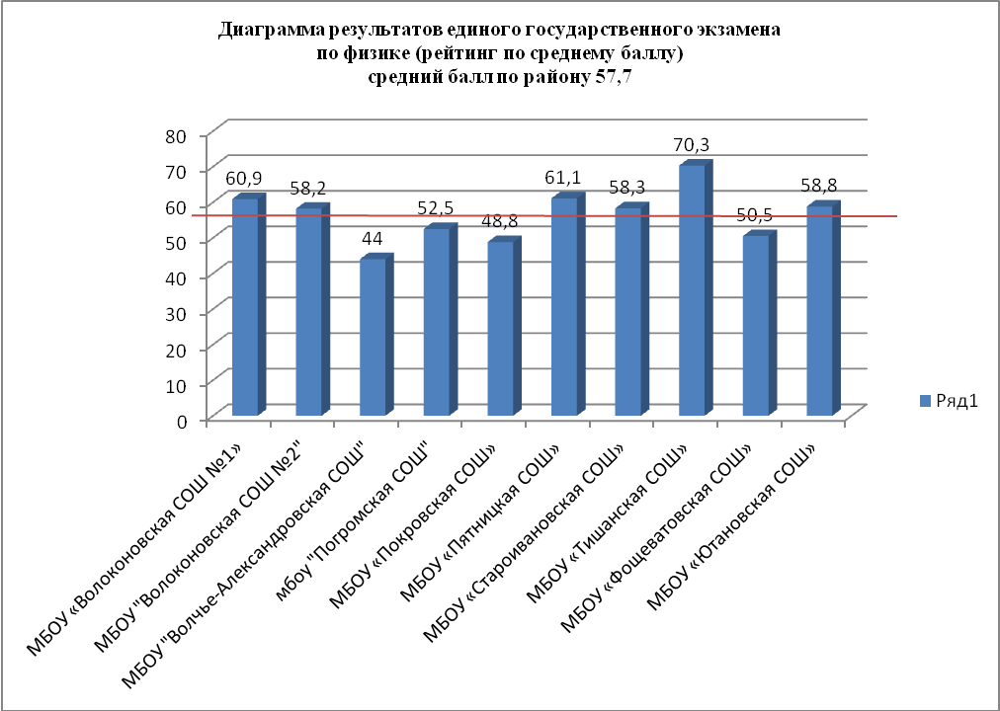 Диаграмма результатов единого государственного экзамена
по физике (рейтинг по среднему баллу)
средний балл по району 57,7
80
70
60
50
40
30
20
10
0
60,9
58,2
44
52,5
48,8
61,1
58,3
70,3
50,5
58,8
Ряд1
МБОУ «Волоконовская СОШ №1»
МБОУ "Волоконовская СОШ №2"
МБОУ "Волчье-Александровская СОШ"
мбоу "Погромская СОШ"
МБОУ «Покровская СОШ»
МБОУ «Пятницкая СОШ»
МБОУ «Староивановская СОШ»
МБОУ «Тишанская СОШ»
МБОУ «Фощеватовская СОШ»
МБОУ «Ютановская СОШ»